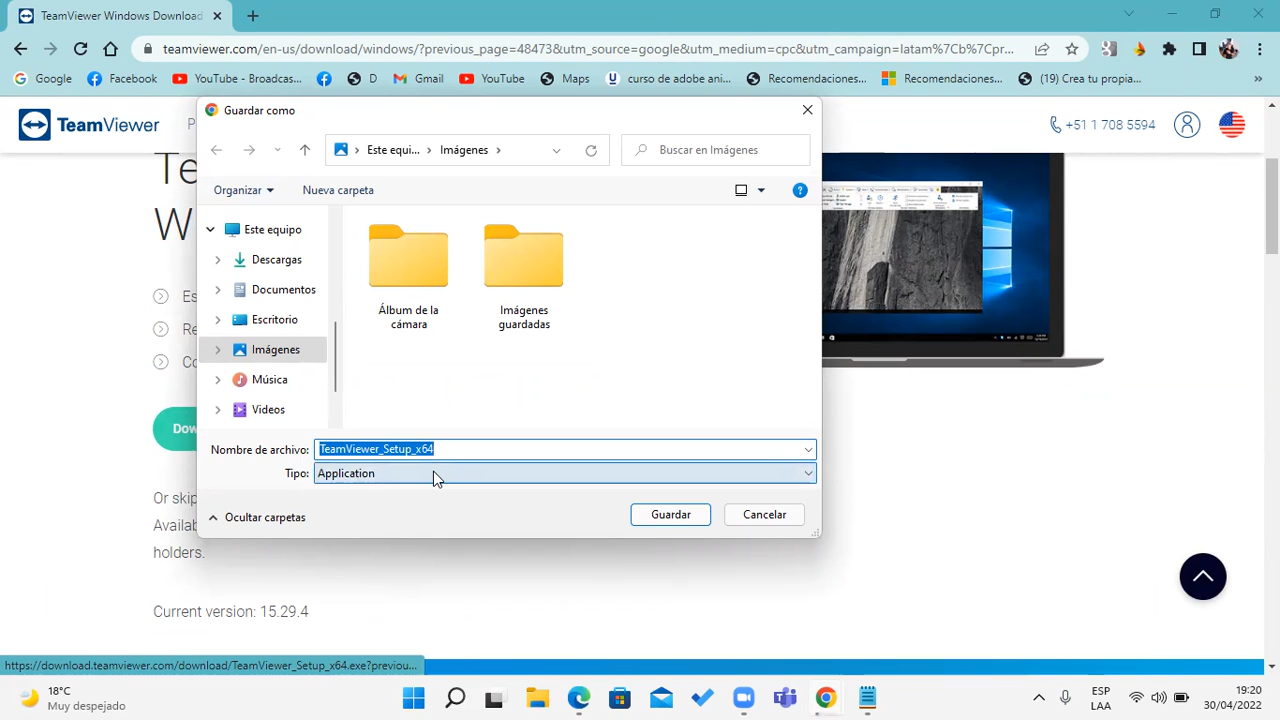 TeamViewer Windows Download
teamviewer.com/en-us/download/windows/?previous_page=48473&utm_source=google&utm_medium=cpc&utm_campaign=latam%7Cb%7Cpr...
Google
Facebook
YouTube - Broadcas...
D
Gmail
YouTube
Maps
curso de adobe ani...
Recomendaciones...
Recomendaciones...
(19) Crea tu propia...
»
TeamViewer
P
+51 1 708 5594
Guardar como
Este equi...
Imágenes
Buscar en Imágenes
Organizar
Nueva carpeta
Este equipo
Descargas
Documentos
Escritorio
Imágenes
Música
Videos
Álbum de la
cámara
Imágenes
guardadas
Nombre de archivo:
TeamViewer_Setup_x64
Tipo:
Application
Ocultar carpetas
Guardar
Cancelar
Te
W
Es
Re
Co
Dow
Or skip
Availab
holders.
Current version: 15.29.4
https://download.teamviewer.com/download/TeamViewer_Setup_x64.exe?previou...
18°C
Muy despejado
ESP
LAA
19:20
30/04/2022